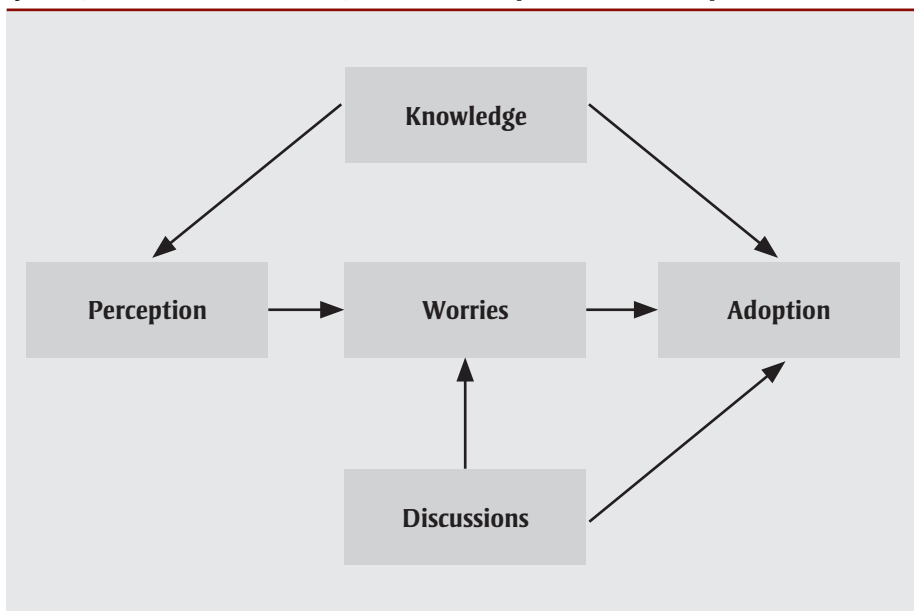 Knowledge
Perception
Worries
Adoption
Discussions